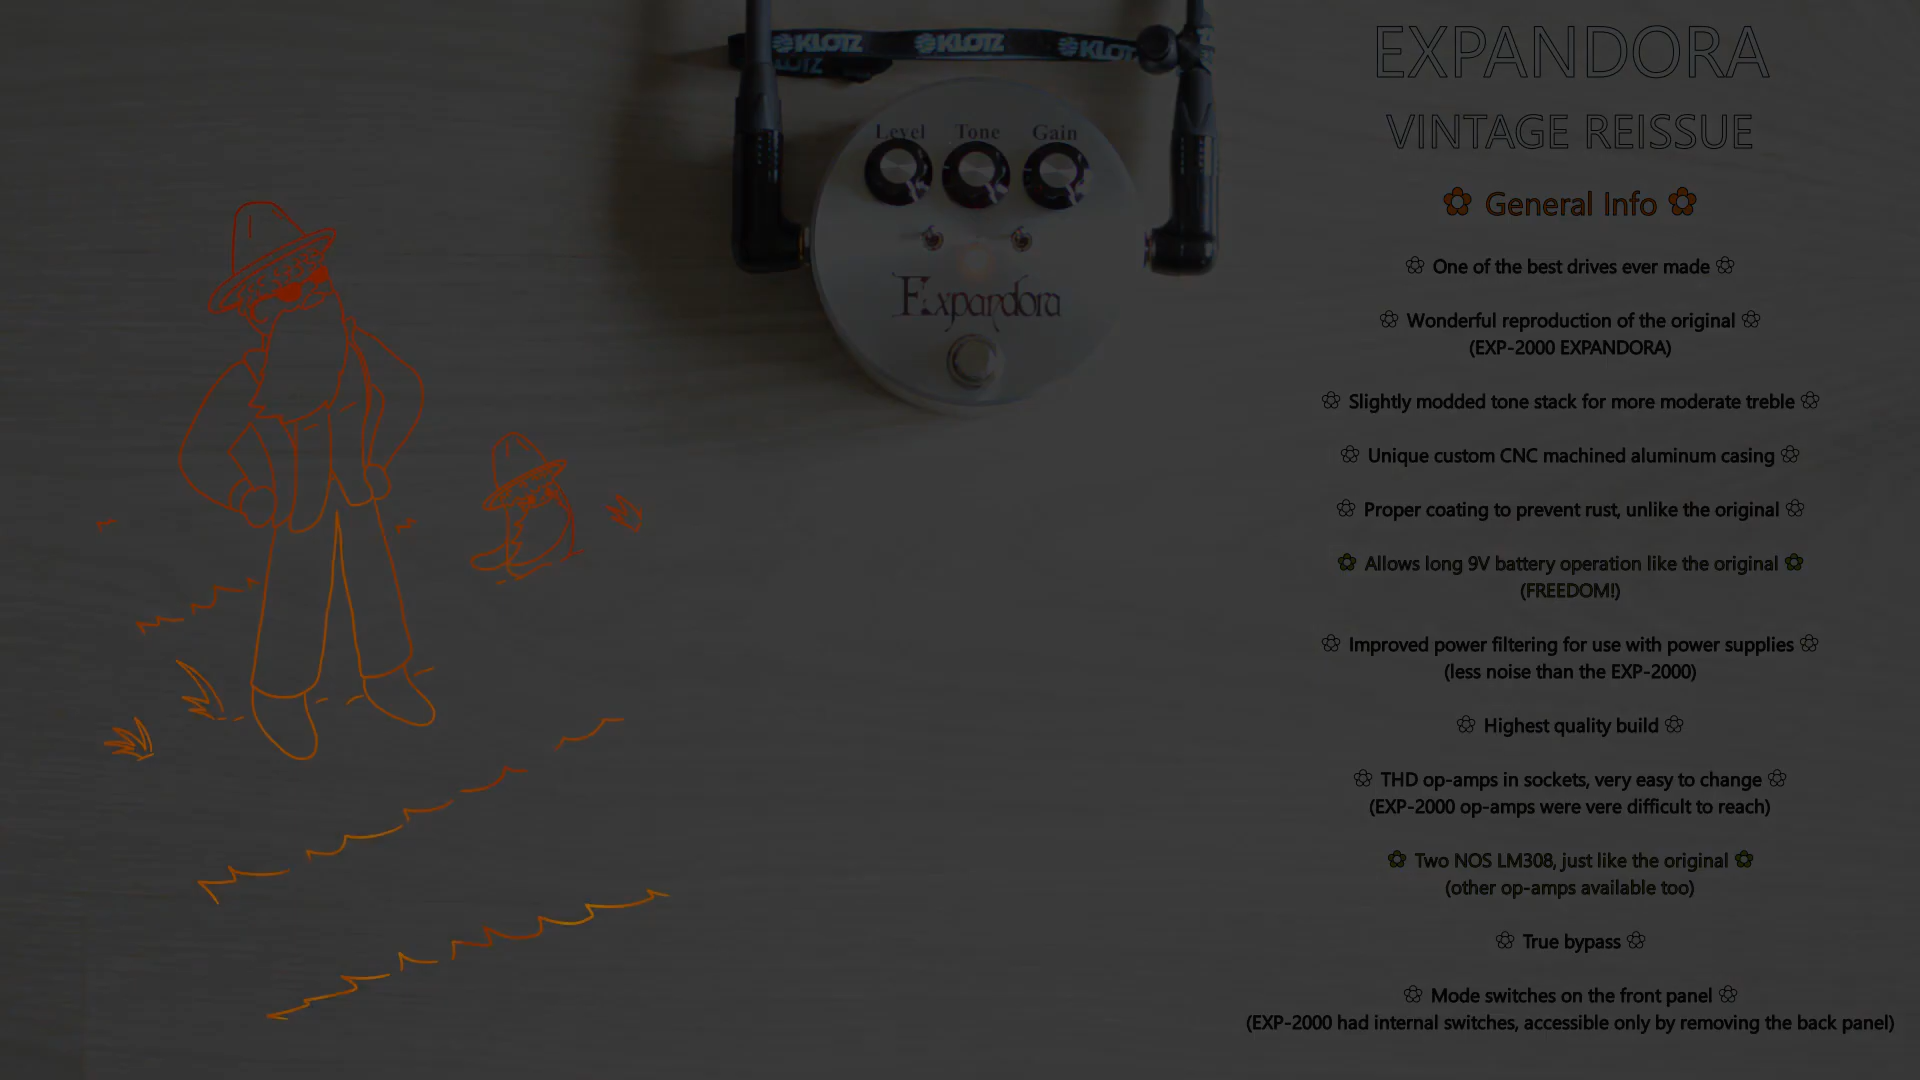 KLOTZ KLOTZ KLOT
LOTZ
Level Tone Gain
Expandora
EXPANDORA
VINTAGE REISSUE
✿ General Info ✿
One of the best drives ever made
Wonderful reproduction of the original
(EXP-2000 EXPANDORA)
Slightly modded tone stack for more moderate treble
Unique custom CNC machined aluminum casing
Proper coating to prevent rust, unlike the original
Allows long 9V battery operation like the original
(FREEDOM!)
Improved power filtering for use with power supplies
(less noise than the EXP-2000)
Highest quality build
THD op-amps in sockets, very easy to change
(EXP-2000 op-amps were vere difficult to reach)
Two NOS LM308, just like the original
(other op-amps available too)
True bypass
Mode switches on the front panel
(EXP-2000 had internal switches, accessible only by removing the back panel)